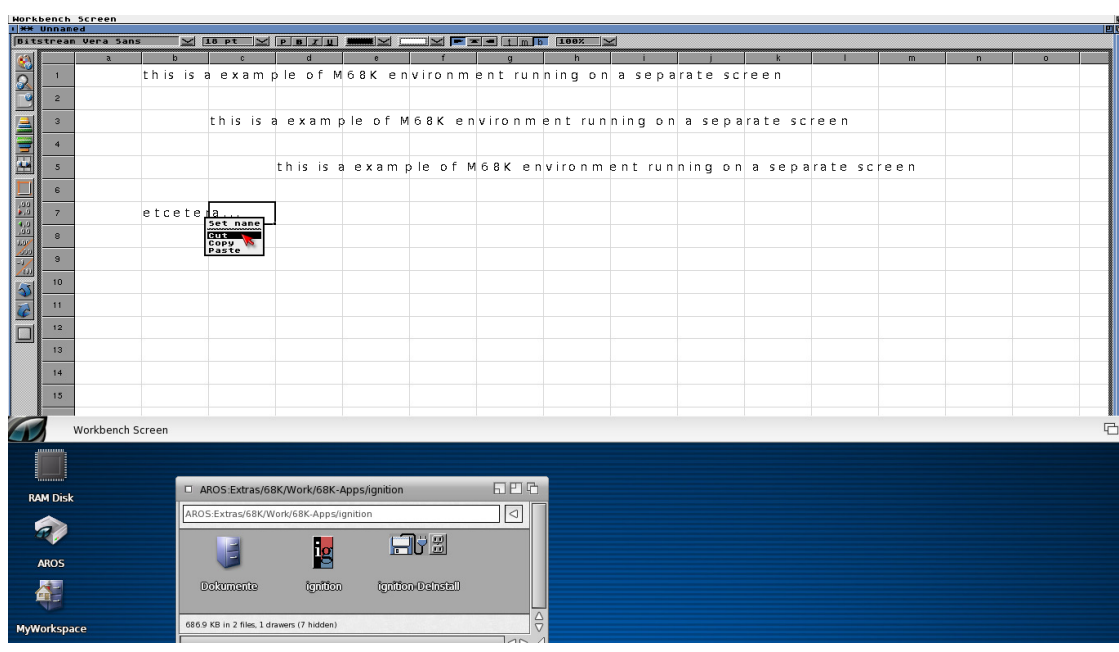 Workbench Screen
Unnamed
Bitstream Vera Sans 18 pt P B I U t m b 100%
a b c d e f g h i j k l m n o
1 this is a example of M68K environment running on a separate screen
2
3 this is a example of M68K environment running on a separate screen
4
5 this is a example of M68K environment running on a separate screen
6
7 etcetera...
Set name
Cut
Copy
Paste
8
9
10
11
12
13
14
15
Workbench Screen
RAM Disk
AROS
MyWorkspace
AROS:Extras/68K/Work/68K-Apps/ignition
AROS:Extras/68K/Work/68K-Apps/ignition
ig
Dokumente ignition ignition-DeInstall
686.9 KB in 2 files, 1 drawers (7 hidden)